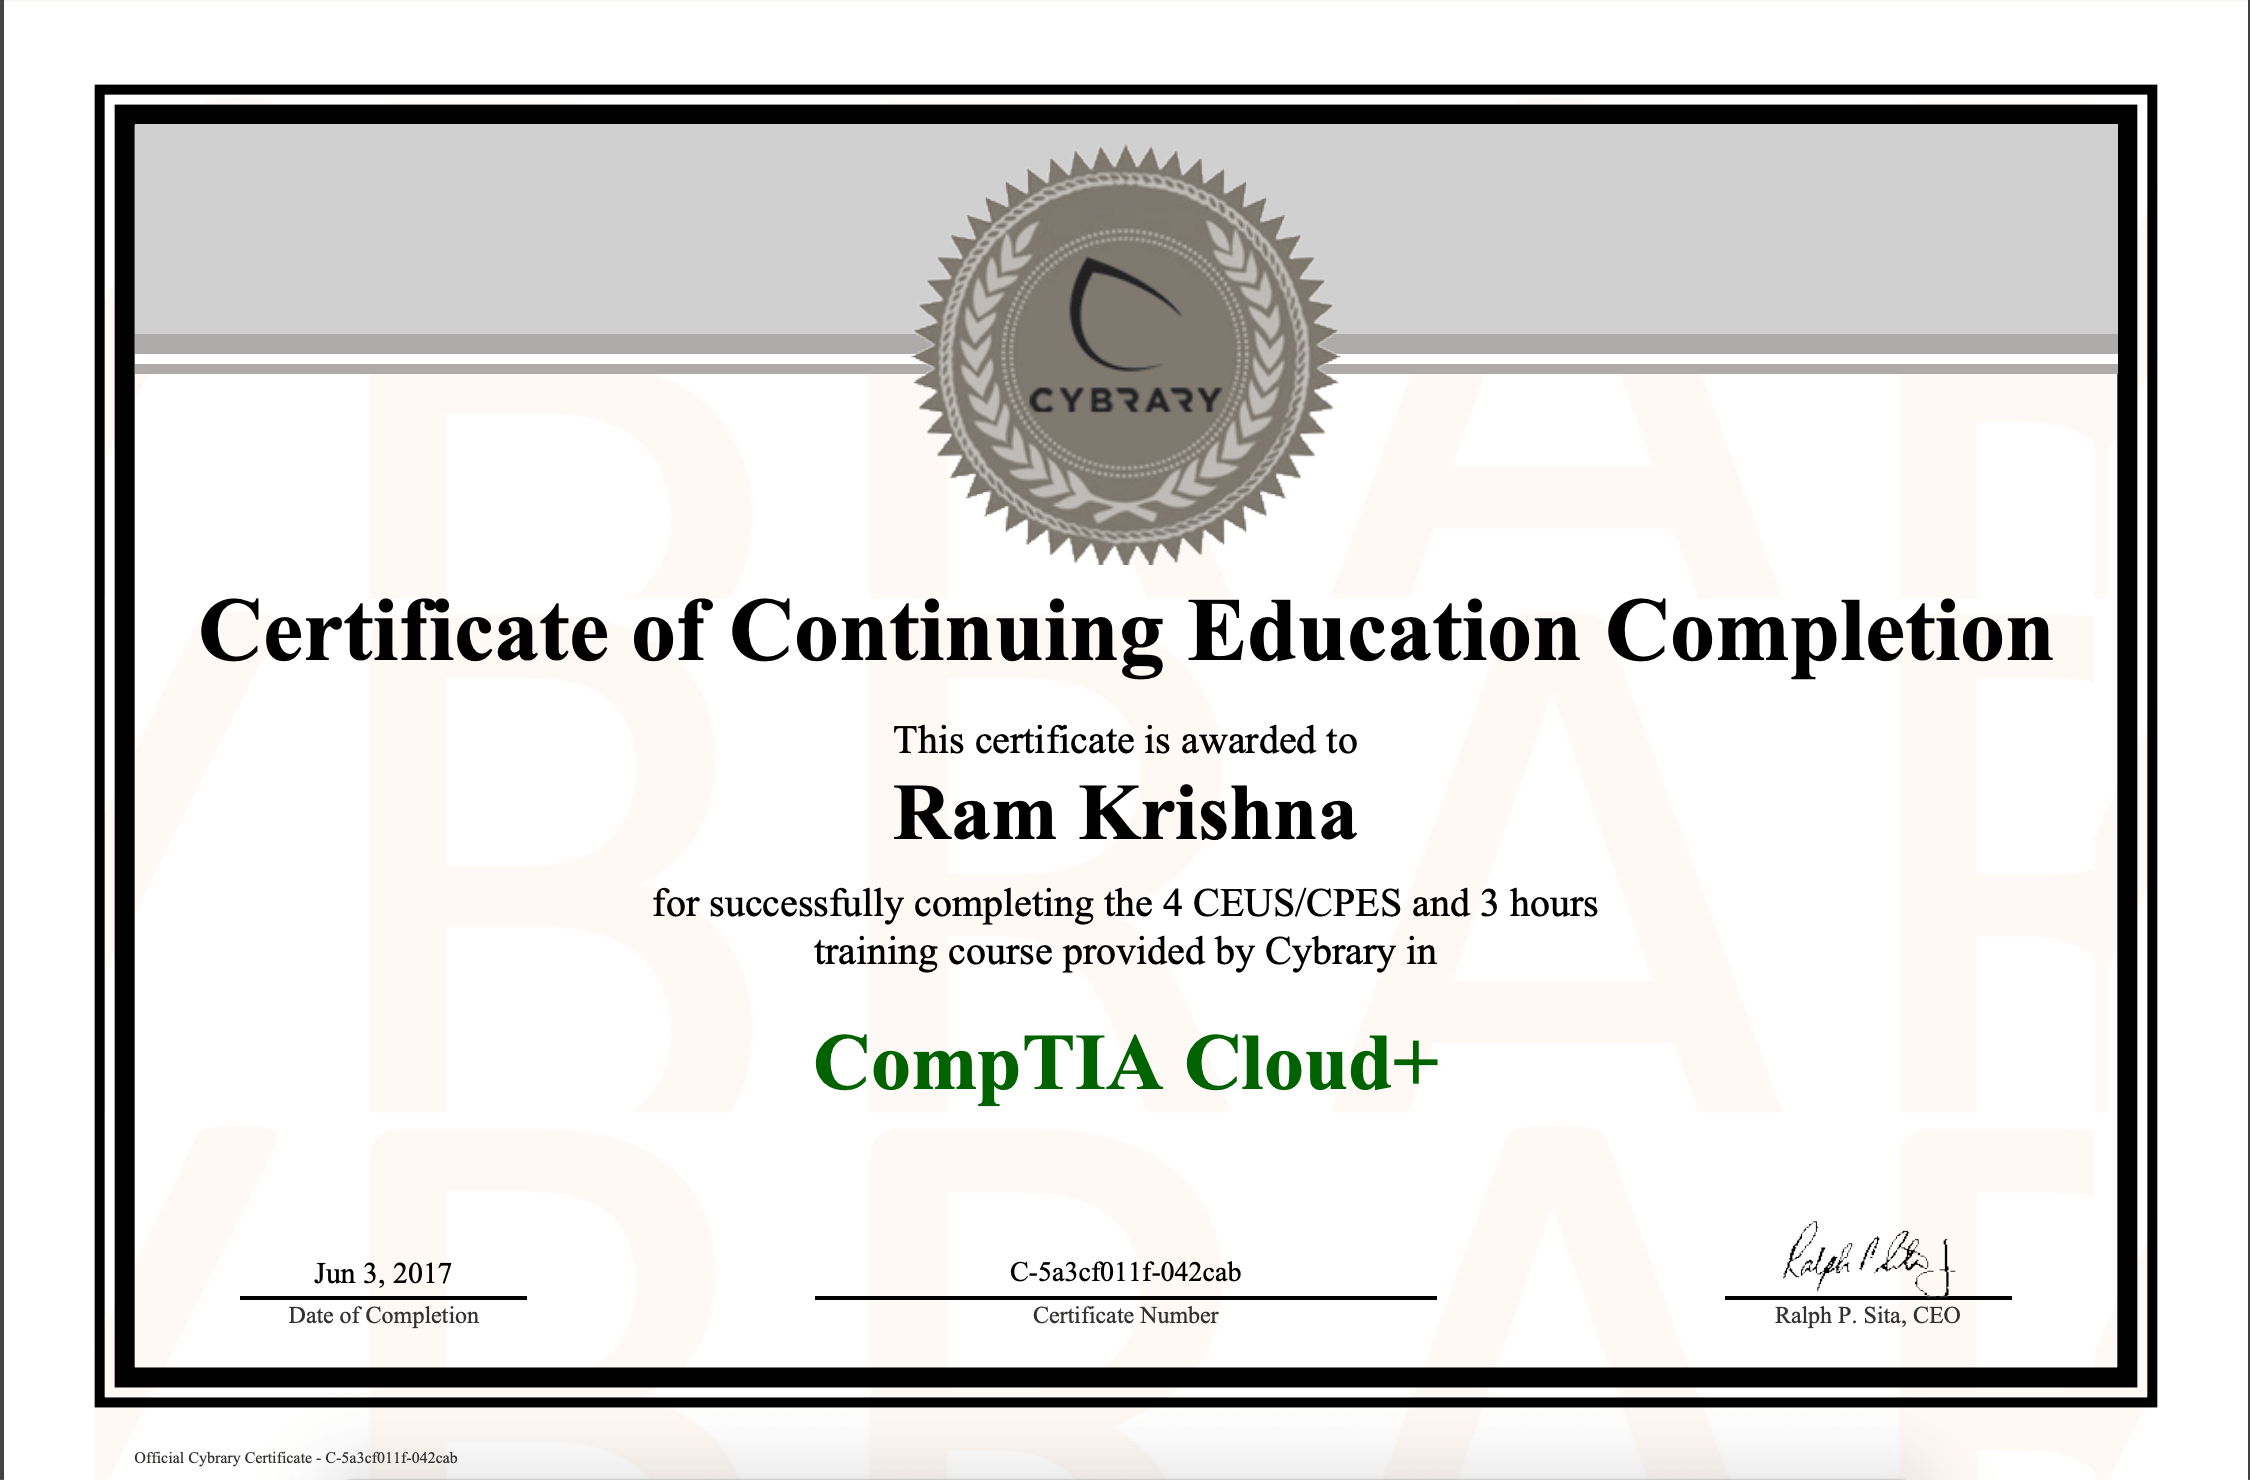 CYBRARY
Certificate of Continuing Education Completion
This certificate is awarded to
Ram Krishna
for successfully completing the 4 CEUS/CPES and 3 hours
training course provided by Cybrary in
CompTIA Cloud+
Jun 3, 2017
Date of Completion
C-5a3cf011f-042cab
Certificate Number
Ralph P. Sita, CEO
Official Cybrary Certificate - C-5a3cf011f-042cab